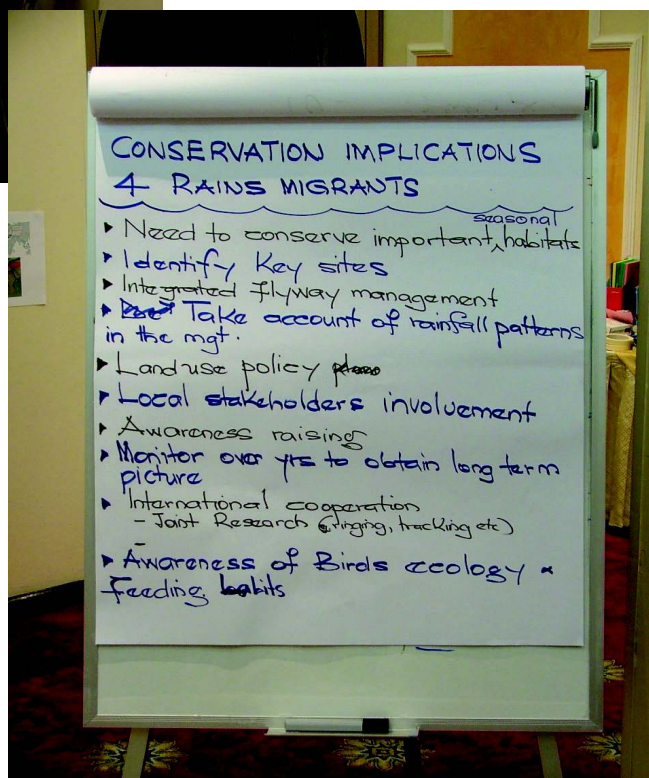 CONSERVATION IMPLICATIONS
4 RAINS MIGRANTS
▸ Need to conserve important seasonal habitats
▸ Identify Key sites
▸ Integrated flyway management
▸ Take account of rainfall patterns
in the mgt.
▸ Land use policy
▸ Local stakeholders involvement
▸ Awareness raising
▸ Monitor over yrs to obtain long term
picture
▸ International cooperation
- Joint Research (ringing, tracking etc)
-
▸ Awareness of Birds ecology &
feeding habits